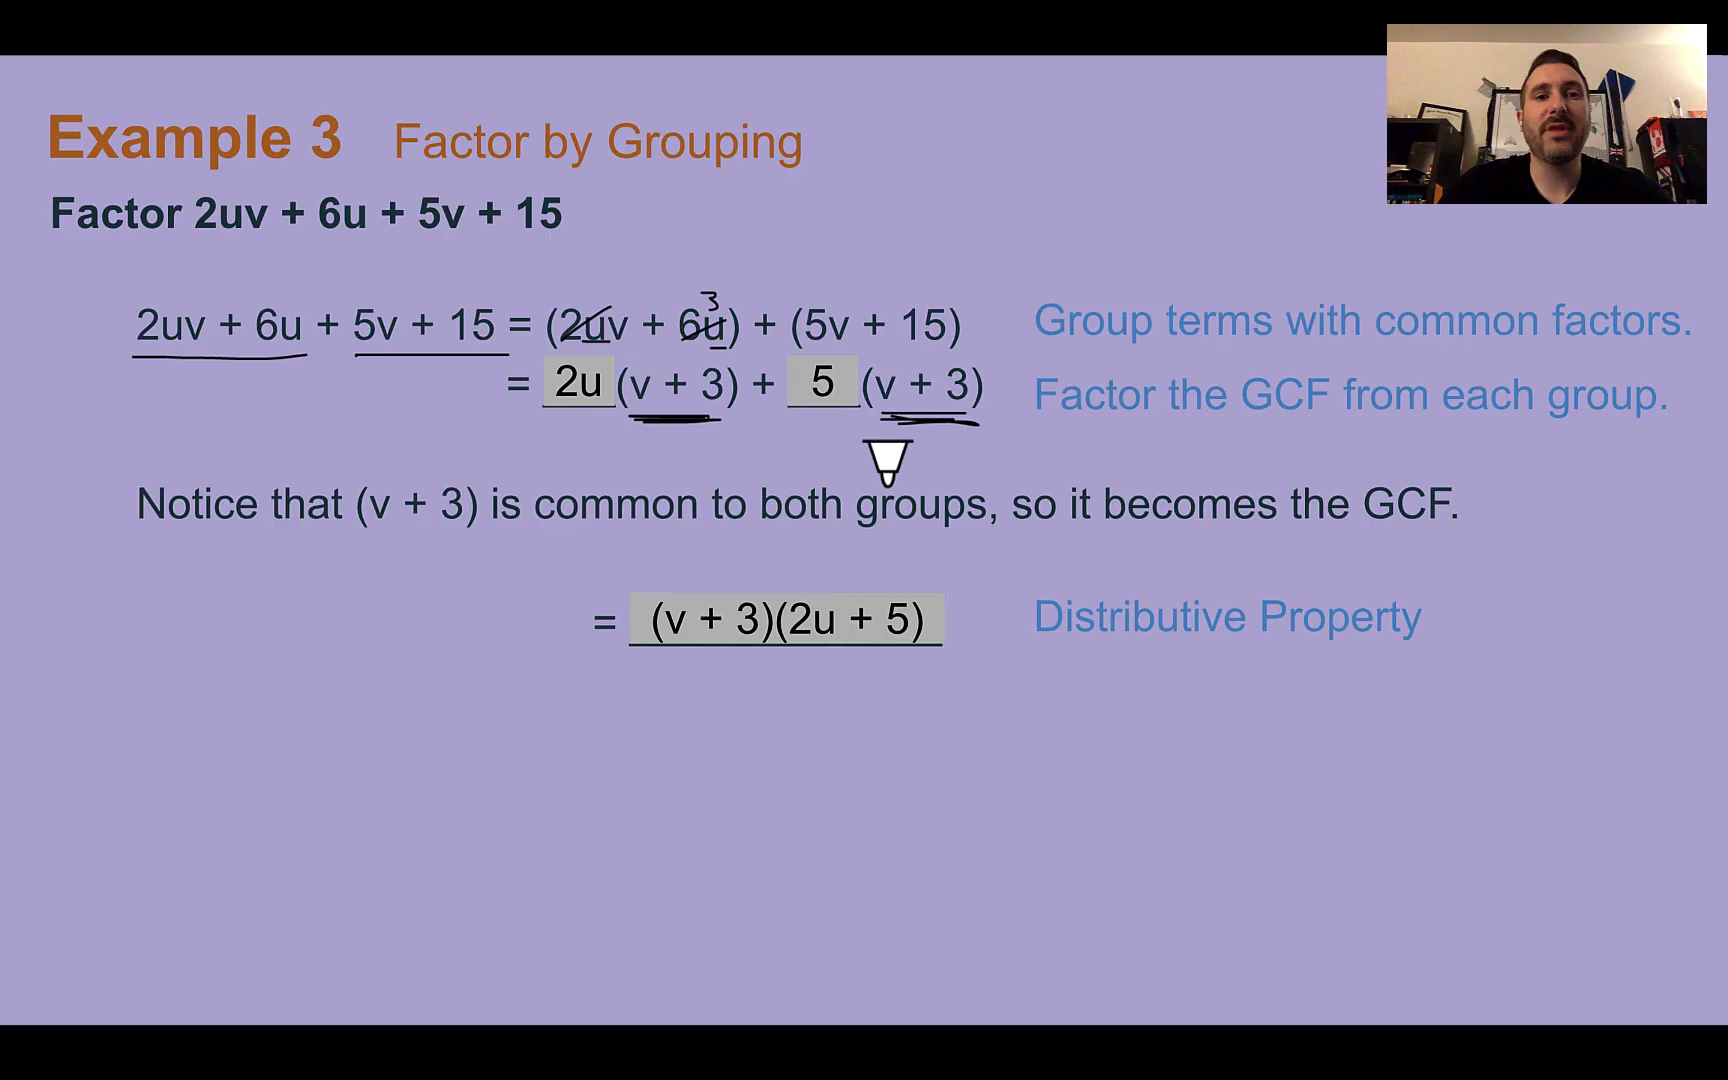 Example 3 Factor by Grouping
Factor 2uv + 6u + 5v + 15
3
2uv + 6u + 5v + 15 = (2uv + 6u) + (5v + 15) Group terms with common factors.
= 2u (v + 3) + 5 (v + 3) Factor the GCF from each group.
Notice that (v + 3) is common to both groups, so it becomes the GCF.
= (v + 3)(2u + 5) Distributive Property